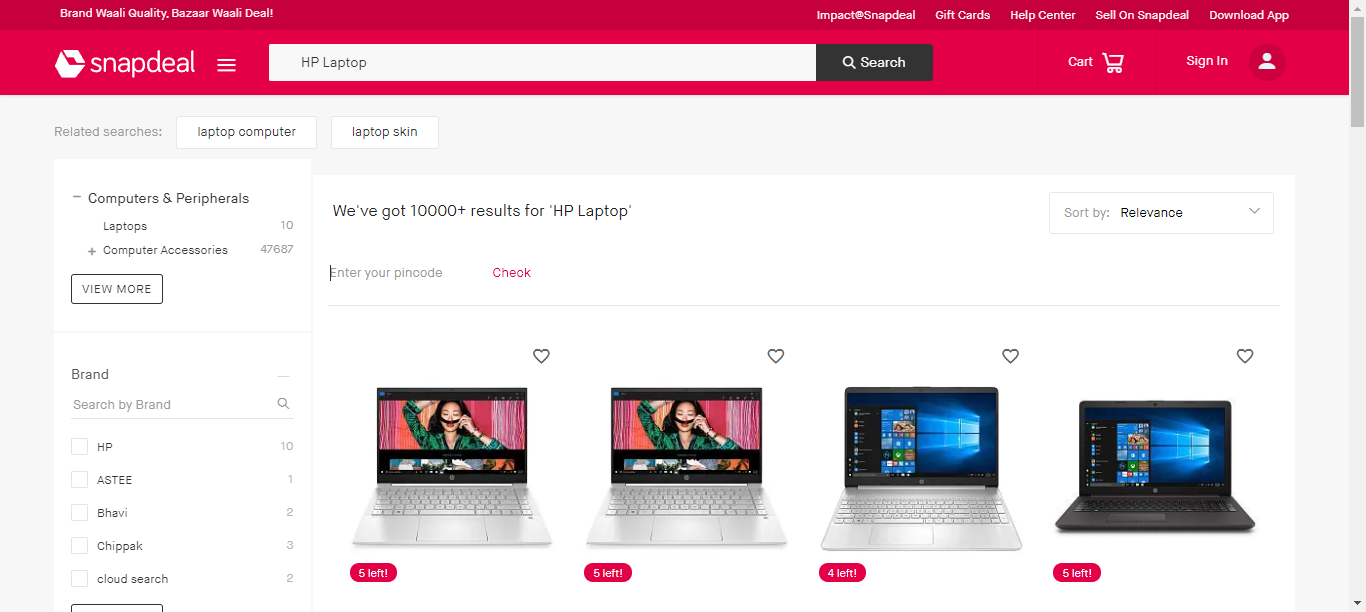 Brand Waali Quality, Bazaar Waali Deal!
Impact@Snapdeal Gift Cards Help Center Sell On Snapdeal Download App
snapdeal HP Laptop Search Cart Sign In
Related searches: laptop computer laptop skin
Computers & Peripherals
Laptops 10
Computer Accessories 47687
VIEW MORE
We've got 10000+ results for 'HP Laptop'
Sort by: Relevance
Enter your pincode Check
Brand
Search by Brand
HP 10
ASTEE 1
Bhavi 2
Chippak 3
cloud search 2
5 left! 5 left! 4 left! 5 left!